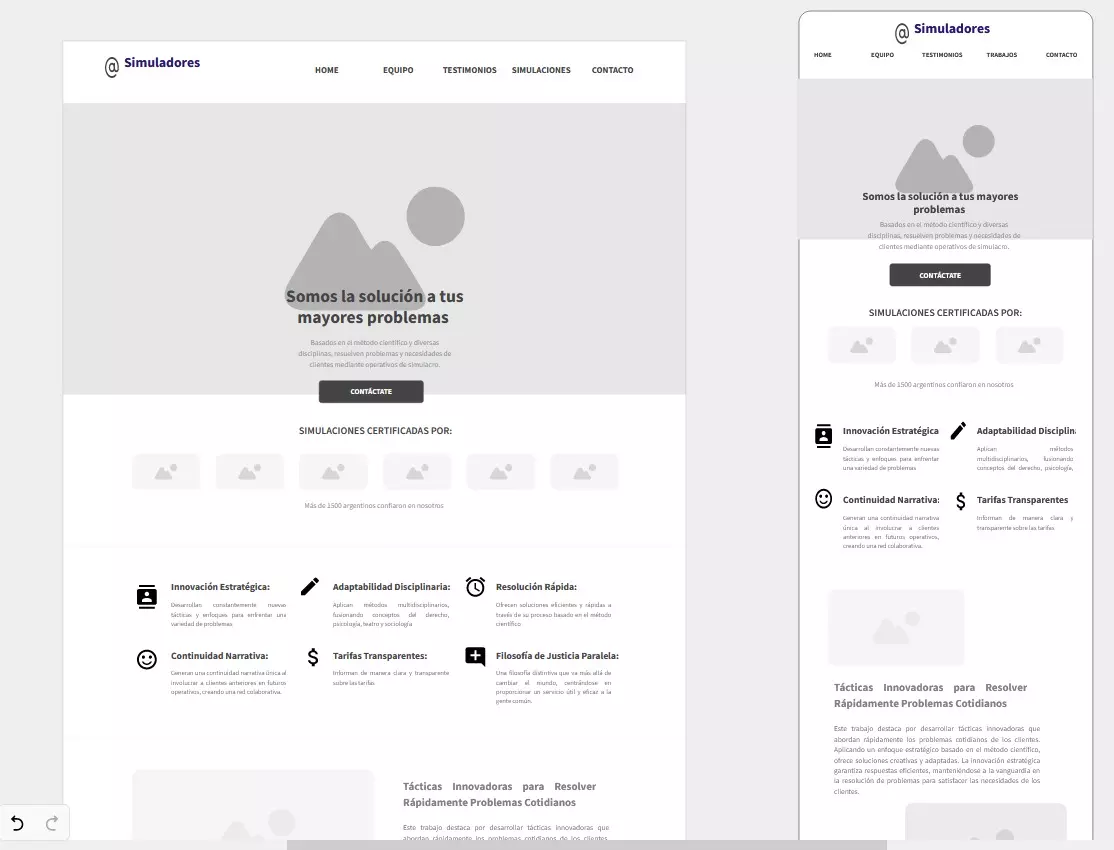 @ Simuladores
HOME EQUIPO TESTIMONIOS SIMULACIONES CONTACTO
Somos la solución a tus
mayores problemas
Basados en el método científico y diversas
disciplinas, resuelven problemas y necesidades de
clientes mediante operativos de simulacro.
CONTÁCTATE
SIMULACIONES CERTIFICADAS POR:
Más de 1500 argentinos confiaron en nosotros
Innovación Estratégica:
Desarrollan constantemente nuevas
tácticas y enfoques para enfrentar una
variedad de problemas
Adaptabilidad Disciplinaria:
Aplican métodos multidisciplinarios,
fusionando conceptos del derecho,
psicología, teatro y sociología
Resolución Rápida:
Ofrecen soluciones eficientes y rápidas a
través de su proceso basado en el método
científico
Continuidad Narrativa:
Generan una continuidad narrativa única al
involucrar a clientes anteriores en futuros
operativos, creando una red colaborativa.
Tarifas Transparentes:
Informan de manera clara y transparente
sobre las tarifas
Filosofía de Justicia Paralela:
Una filosofía distintiva que va más allá de
cambiar el mundo, centrándose en
proporcionar un servicio útil y eficaz a la
gente común.
Tácticas Innovadoras para Resolver
Rápidamente Problemas Cotidianos
Este trabajo destaca por desarrollar tácticas innovadoras que
abordan rápidamente los problemas cotidianos de los clientes.
@ Simuladores
HOME EQUIPO TESTIMONIOS TRABAJOS CONTACTO
Somos la solución a tus mayores
problemas
Basados en el método científico y diversas
disciplinas, resuelven problemas y necesidades de
clientes mediante operativos de simulacro.
CONTÁCTATE
SIMULACIONES CERTIFICADAS POR:
Más de 1500 argentinos confiaron en nosotros
Innovación Estratégica
Desarrollan constantemente nuevas
tácticas y enfoques para enfrentar
una variedad de problemas
Adaptabilidad Disciplin
Aplican métodos
multidisciplinarios, fusionando
conceptos del derecho, psicología,
Continuidad Narrativa:
Generan una continuidad narrativa
única al involucrar a clientes
anteriores en futuros operativos,
creando una red colaborativa.
Tarifas Transparentes
Informan de manera clara y
transparente sobre las tarifas
Tácticas Innovadoras para Resolver
Rápidamente Problemas Cotidianos
Este trabajo destaca por desarrollar tácticas innovadoras que
abordan rápidamente los problemas cotidianos de los clientes.
Aplicando un enfoque estratégico basado en el método científico,
ofrece soluciones creativas y adaptadas. La innovación estratégica
garantiza respuestas eficientes, manteniéndose a la vanguardia en
la resolución de problemas para satisfacer las necesidades de los
clientes.